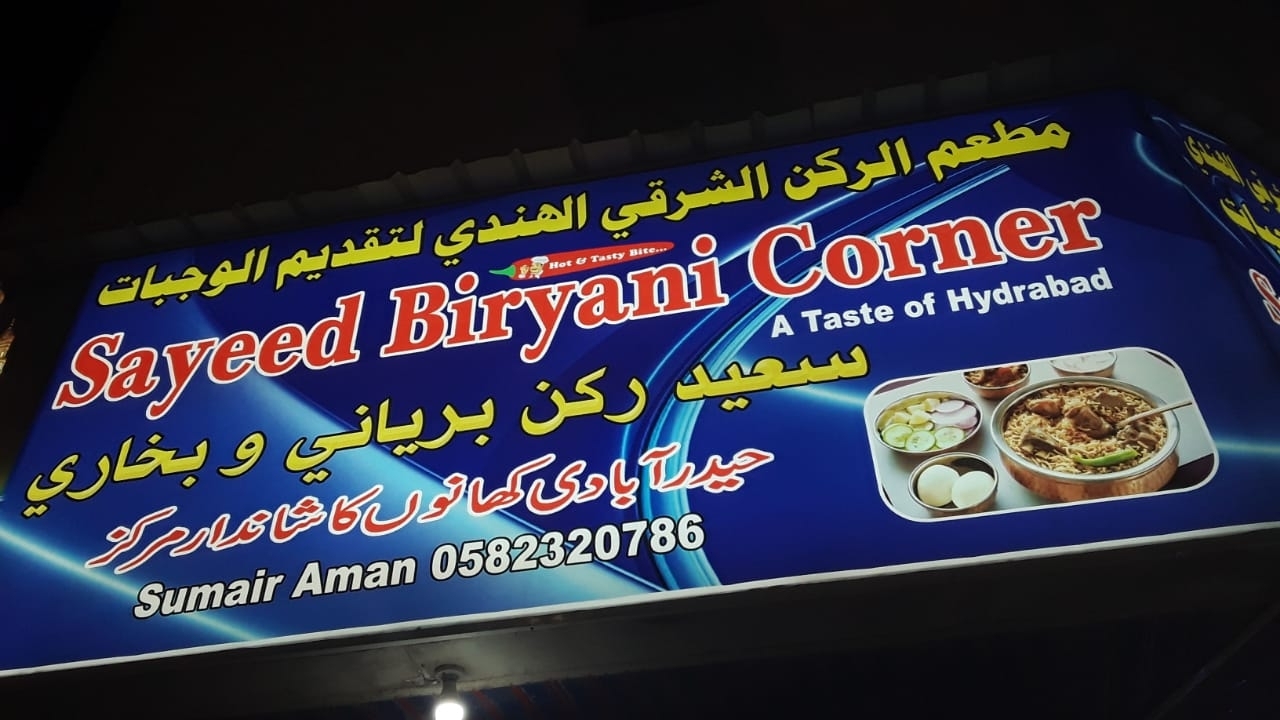 مطعم الركن الشرقي الهندي لتقديم الوجبات
Hot & Tasty Bite...
Sayeed Biryani Corner
A Taste of Hydrabad
سعيد ركن برياني و بخاري
حیدرآبادی کھانوں کا شاندار مرکز
Sumair Aman 0582320786